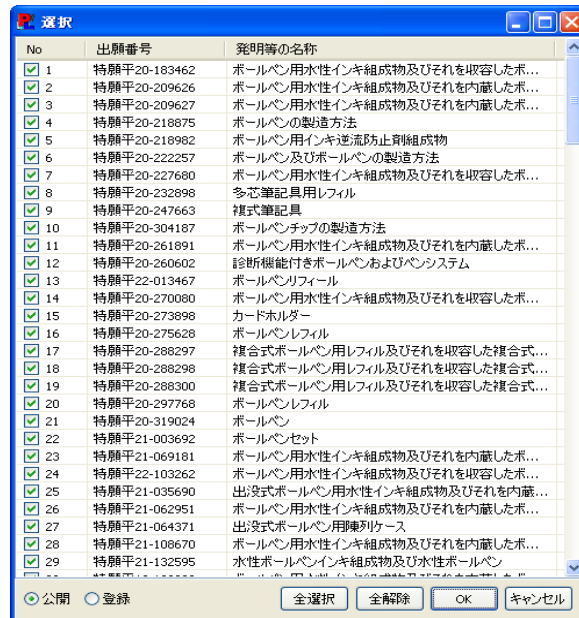 選択
No 出願番号 発明等の名称
1 特願平20-183462 ボールペン用水性インキ組成物及びそれを収容したボ...
2 特願平20-209626 ボールペン用水性インキ組成物及びそれを内蔵したボ...
3 特願平20-209627 ボールペン用水性インキ組成物及びそれを内蔵したボ...
4 特願平20-218875 ボールペンの製造方法
5 特願平20-218982 ボールペン用インキ逆流防止剤組成物
6 特願平20-222257 ボールペン及びボールペンの製造方法
7 特願平20-227680 ボールペン用水性インキ組成物及びそれを収容したボ...
8 特願平20-232898 多芯筆記具用レフィル
9 特願平20-247663 複式筆記具
10 特願平20-304187 ボールペンチップの製造方法
11 特願平20-261891 ボールペン用水性インキ組成物及びそれを内蔵したボ...
12 特願平20-260602 診断機能付きボールペンおよびペンシステム
13 特願平22-013467 ボールペンリフィール
14 特願平20-270080 ボールペン用水性インキ組成物及びそれを収容したボ...
15 特願平20-273898 カードホルダー
16 特願平20-275628 ボールペンレフィル
17 特願平20-288297 複合式ボールペン用レフィル及びそれを収容した複合式...
18 特願平20-288298 複合式ボールペン用レフィル及びそれを収容した複合式...
19 特願平20-288300 複合式ボールペン用レフィル及びそれを収容した複合式...
20 特願平20-297768 ボールペンレフィル
21 特願平20-319024 ボールペン
22 特願平21-003692 ボールペンセット
23 特願平21-069181 ボールペン用水性インキ組成物及びそれを内蔵したボ...
24 特願平22-103262 ボールペン用水性インキ組成物及びそれを収容したボ...
25 特願平21-035690 出没式ボールペン用水性インキ組成物及びそれを内蔵...
26 特願平21-062951 ボールペン用水性インキ組成物及びそれを内蔵したボ...
27 特願平21-064371 出没式ボールペン用陳列ケース
28 特願平21-108670 ボールペン用水性インキ組成物及びそれを内蔵したボ...
29 特願平21-132595 水性ボールペンインキ組成物及び水性ボールペン
公開 登録 全選択 全解除 OK キャンセル